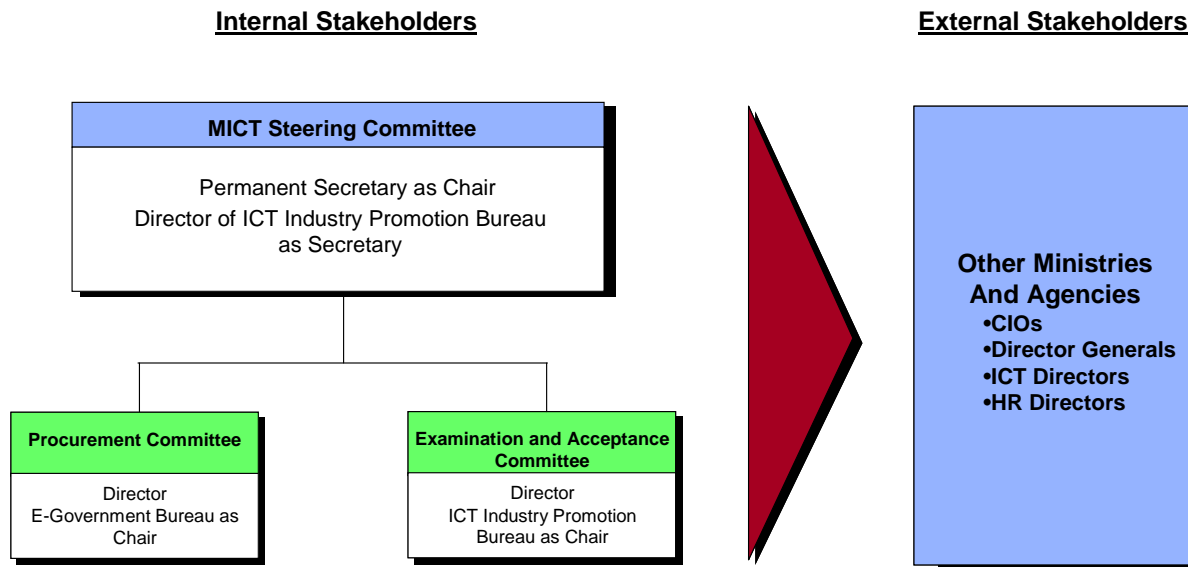 Internal Stakeholders
External Stakeholders
MICT Steering Committee
Permanent Secretary as Chair
Director of ICT Industry Promotion Bureau
as Secretary
Procurement Committee
Director
E-Government Bureau as
Chair
Examination and Acceptance
Committee
Director
ICT Industry Promotion
Bureau as Chair
Other Ministries
And Agencies
•CIOs
•Director Generals
•ICT Directors
•HR Directors